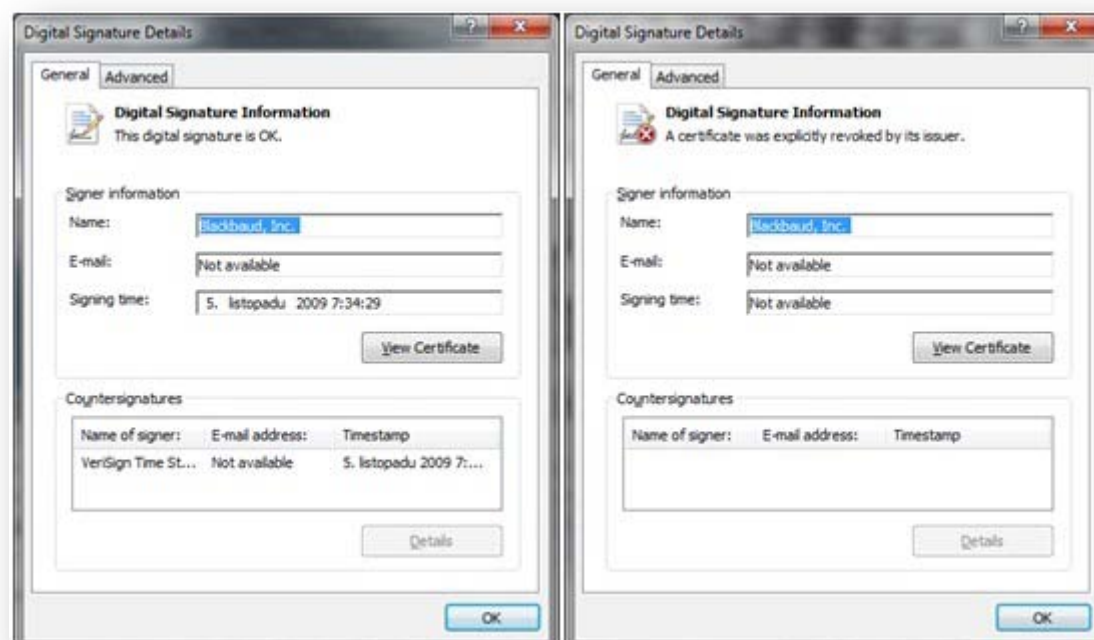 Digital Signature Details
General Advanced
Digital Signature Information
This digital signature is OK.
Signer information
Name: Blackbaud, Inc.
E-mail: Not available
Signing time: 5. listopadu 2009 7:34:29
View Certificate
Countersignatures
Name of signer: E-mail address: Timestamp
VeriSign Time St... Not available 5. listopadu 2009 7:...
Details
OK
Digital Signature Details
General Advanced
Digital Signature Information
A certificate was explicitly revoked by its issuer.
Signer information
Name: Blackbaud, Inc.
E-mail: Not available
Signing time: Not available
View Certificate
Countersignatures
Name of signer: E-mail address: Timestamp
Details
OK